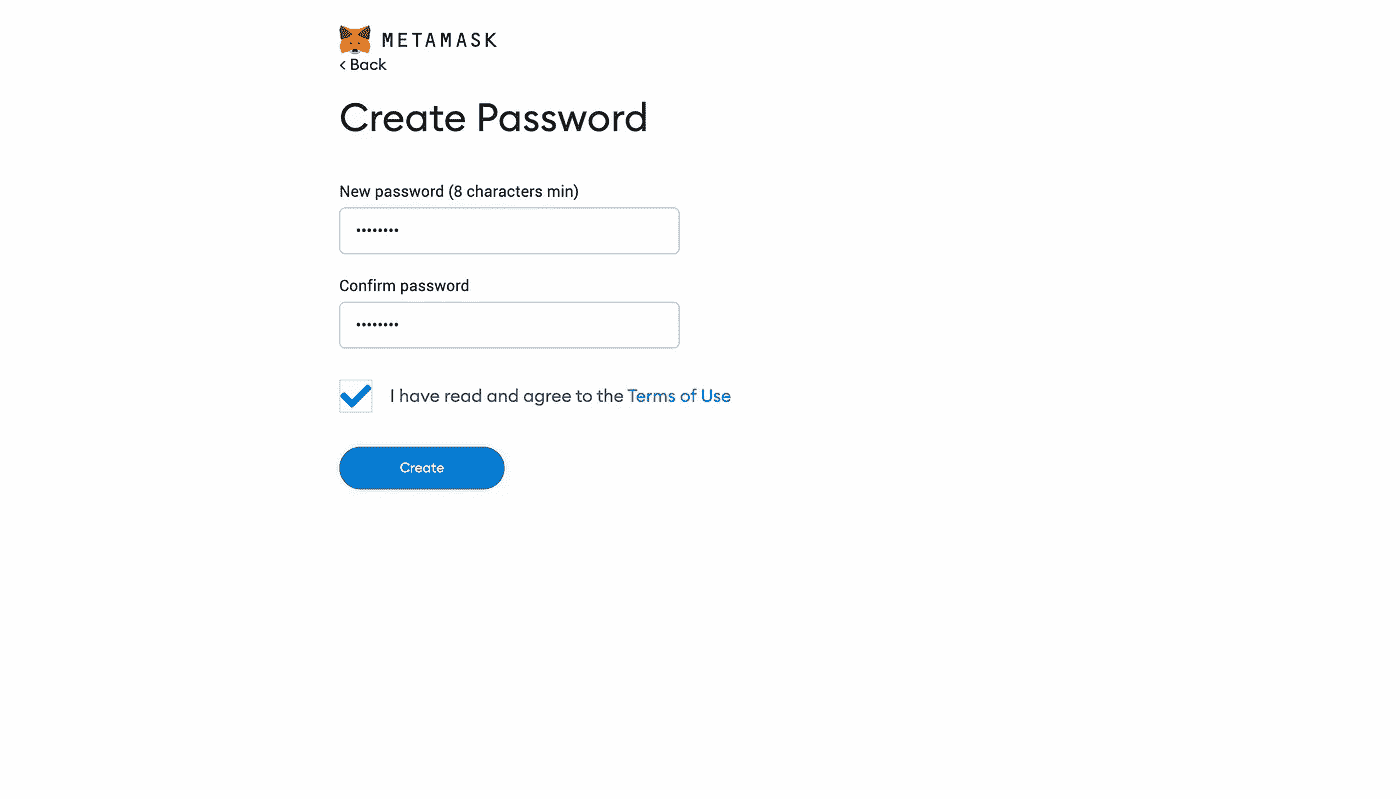 METAMASK
< Back
Create Password
New password (8 characters min)
••••••••
Confirm password
••••••••
I have read and agree to the Terms of Use
Create